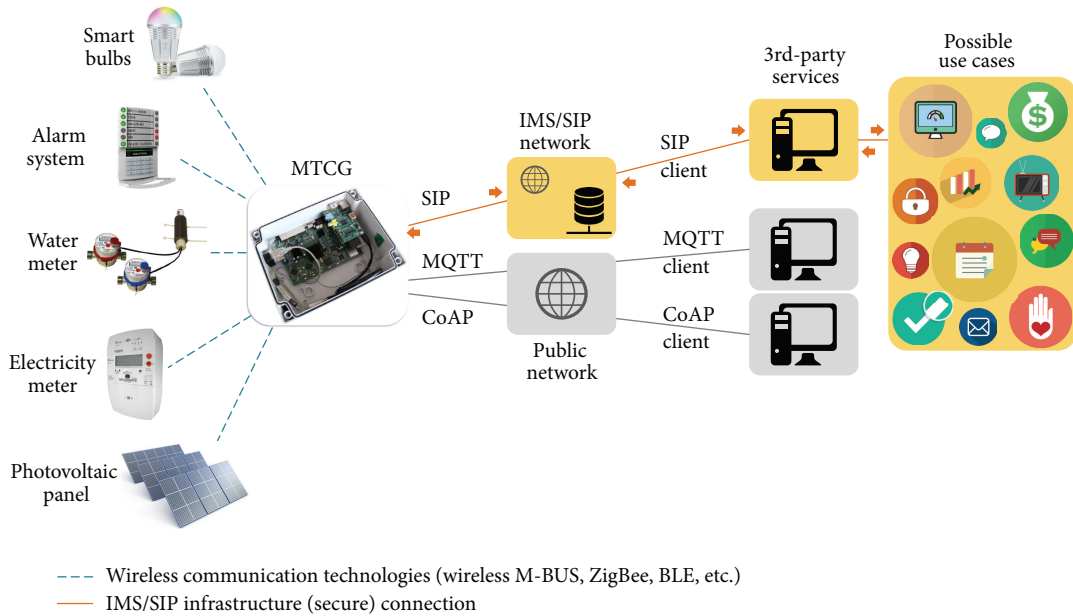 Smart
bulbs
Alarm
system
Water
meter
Electricity
meter
Photovoltaic
panel
MTCG
SIP
MQTT
CoAP
IMS/SIP
network
Public
network
SIP
client
MQTT
client
CoAP
client
3rd-party
services
Possible
use cases
$
Wireless communication technologies (wireless M-BUS, ZigBee, BLE, etc.)
IMS/SIP infrastructure (secure) connection